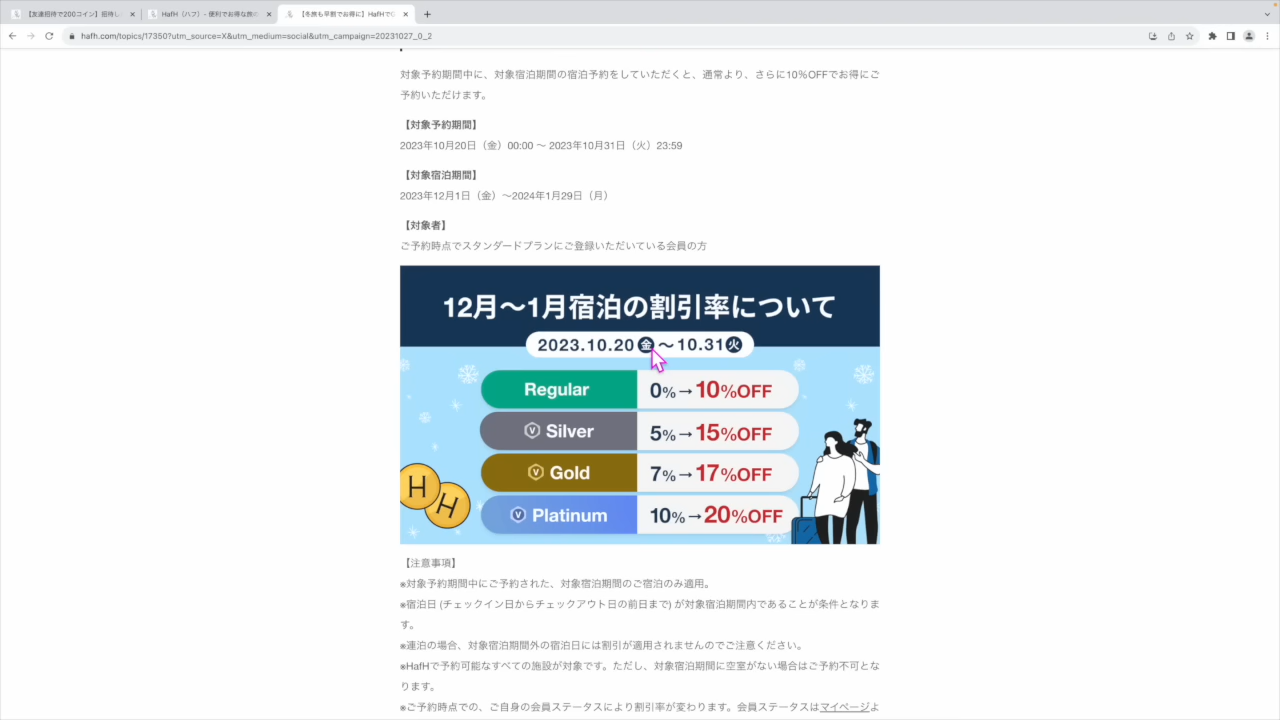 【友達招待で200コイン】招待し
HafH（ハフ）- 便利でお得な旅の
【冬旅も早割でお得に】HafHで
hafh.com/topics/17350?utm_source=X&utm_medium=social&utm_campaign=20231027_0_2
対象予約期間中に、対象宿泊期間の宿泊予約をしていただくと、通常より、さらに10%OFFでお得にご
予約いただけます。
【対象予約期間】
2023年10月20日（金）00:00 〜 2023年10月31日（火）23:59
【対象宿泊期間】
2023年12月1日（金）〜2024年1月29日（月）
【対象者】
ご予約時点でスタンダードプランにご登録いただいている会員の方
12月〜1月宿泊の割引率について
2023.10.20 金 〜 10.31 火
Regular 0%→10%OFF
Silver 5%→15%OFF
Gold 7%→17%OFF
Platinum 10%→20%OFF
H
H
【注意事項】
※対象予約期間中にご予約された、対象宿泊期間のご宿泊のみ適用。
※宿泊日 (チェックイン日からチェックアウト日の前日まで) が対象宿泊期間内であることが条件となりま
す。
※連泊の場合、対象宿泊期間外の宿泊日には割引が適用されませんのでご注意ください。
※HafHで予約可能なすべての施設が対象です。ただし、対象宿泊期間に空室がない場合はご予約不可とな
ります。
※ご予約時点での、ご自身の会員ステータスにより割引率が変わります。会員ステータスはマイページよ